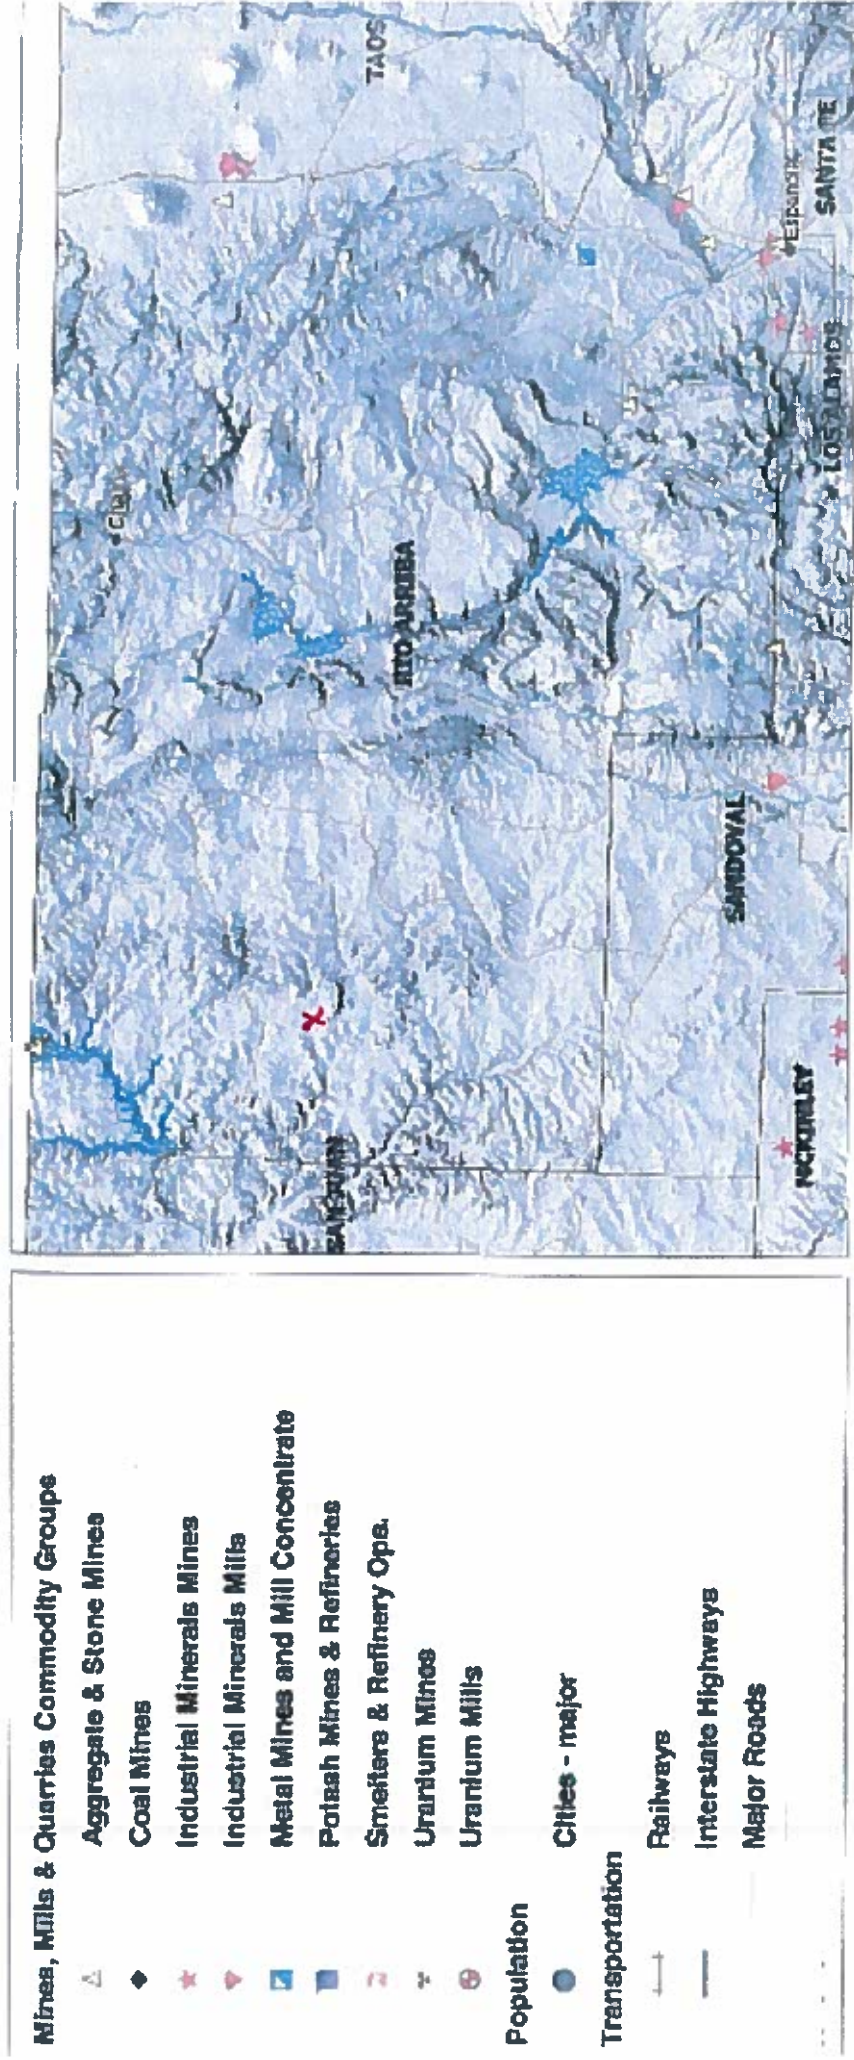 Mines, Mills & Quarries Commodity Groups
Aggregate & Stone Mines
Coal Mines
Industrial Minerals Mines
Industrial Minerals Mills
Metal Mines and Mill Concentrate
Potash Mines & Refineries
Smelters & Refinery Ops.
Uranium Mines
Uranium Mills
Population
Cities - major
Transportation
Railways
Interstate Highways
Major Roads
SAN JUAN
RIO ARRIBA
TAOS
SANDOVAL
MCKINLEY
LOS ALAMOS
Espanola
SANTA FE